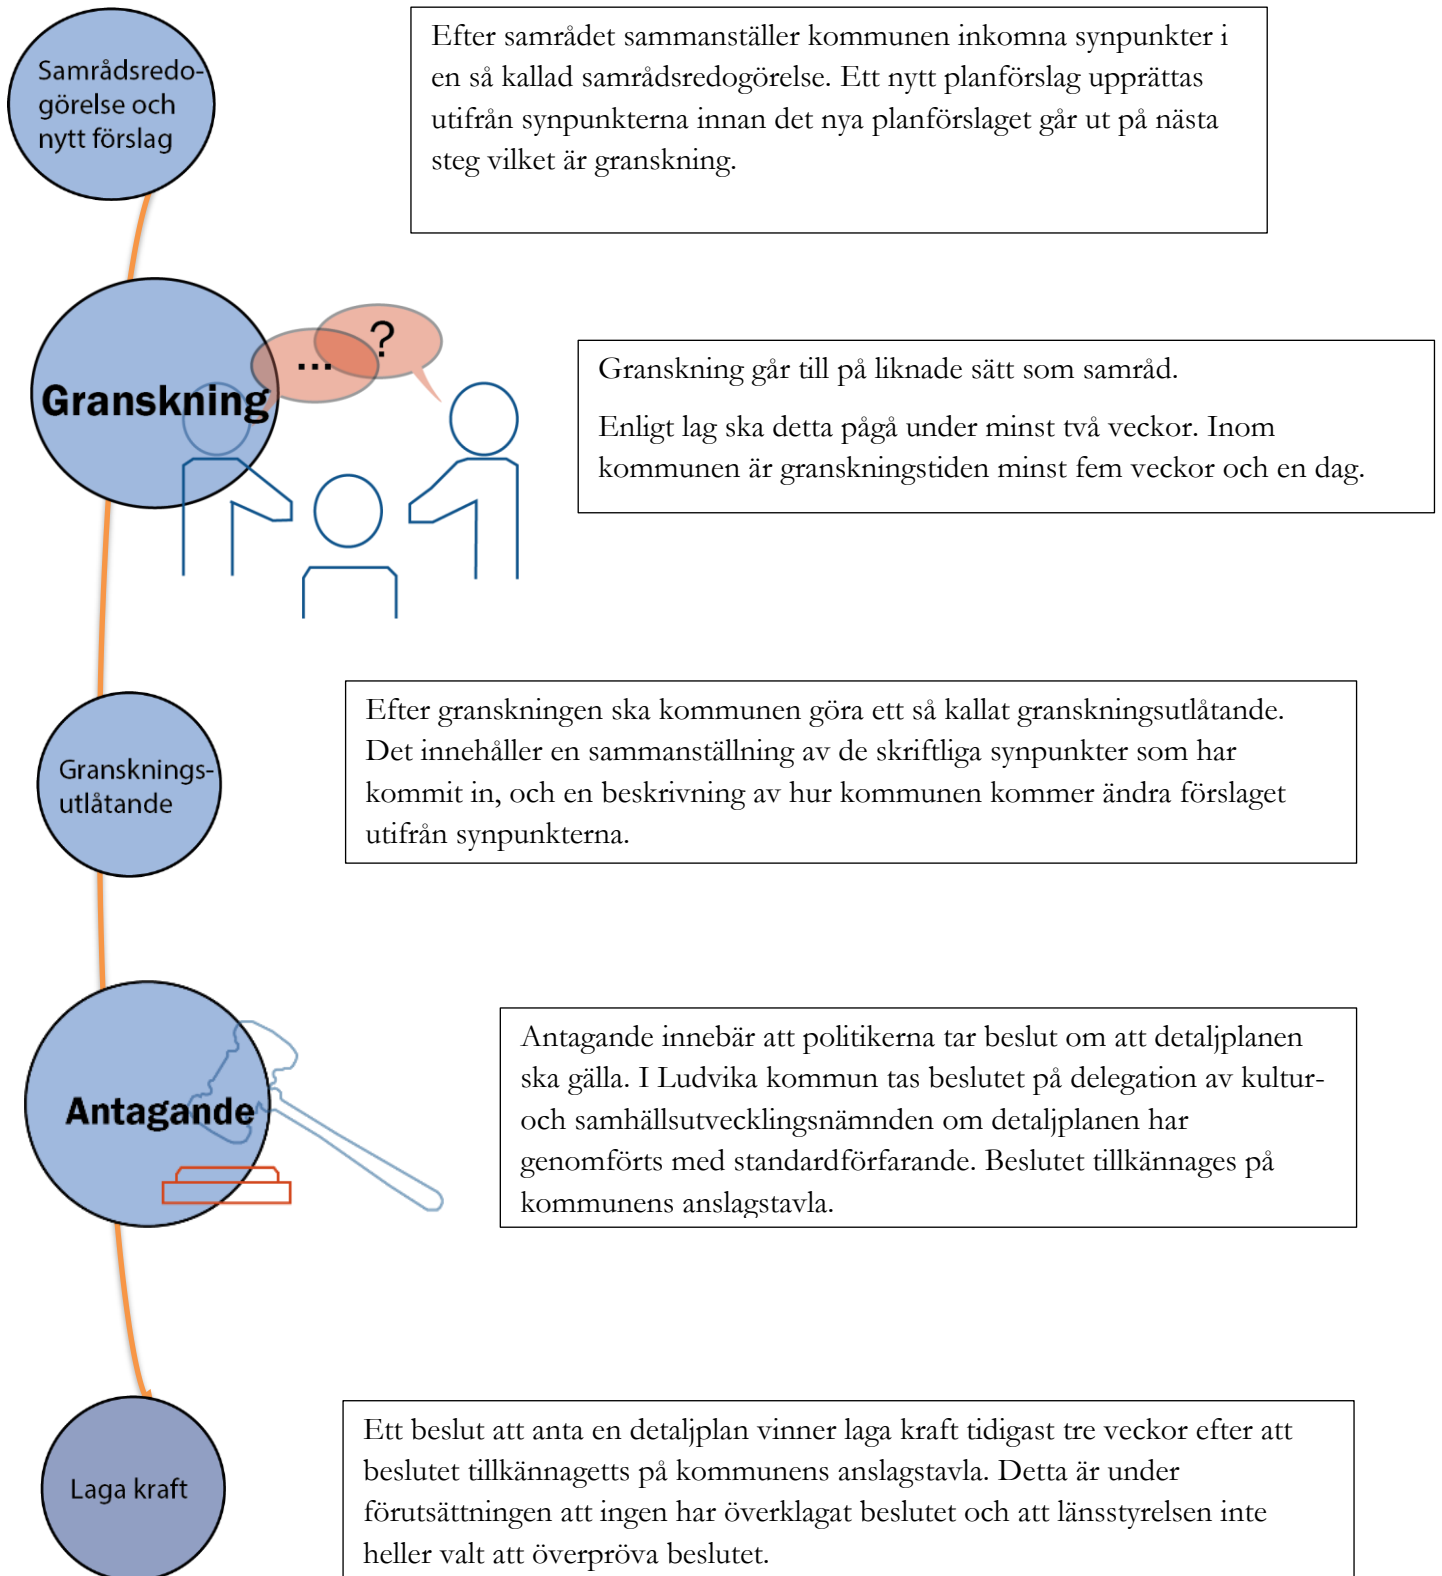 Samrådsredo-
görelse och
nytt förslag
Efter samrådet sammanställer kommunen inkomna synpunkter i
en så kallad samrådsredogörelse. Ett nytt planförslag upprättas
utifrån synpunkterna innan det nya planförslaget går ut på nästa
steg vilket är granskning.
Granskning
...
?
Granskning går till på liknade sätt som samråd.
Enligt lag ska detta pågå under minst två veckor. Inom
kommunen är granskningstiden minst fem veckor och en dag.
Gransknings-
utlåtande
Efter granskningen ska kommunen göra ett så kallat granskningsutlåtande.
Det innehåller en sammanställning av de skriftliga synpunkter som har
kommit in, och en beskrivning av hur kommunen kommer ändra förslaget
utifrån synpunkterna.
Antagande
Antagande innebär att politikerna tar beslut om att detaljplanen
ska gälla. I Ludvika kommun tas beslutet på delegation av kultur-
och samhällsutvecklingsnämnden om detaljplanen har
genomförts med standardförfarande. Beslutet tillkännages på
kommunens anslagstavla.
Laga kraft
Ett beslut att anta en detaljplan vinner laga kraft tidigast tre veckor efter att
beslutet tillkännagetts på kommunens anslagstavla. Detta är under
förutsättningen att ingen har överklagat beslutet och att länsstyrelsen inte
heller valt att överpröva beslutet.